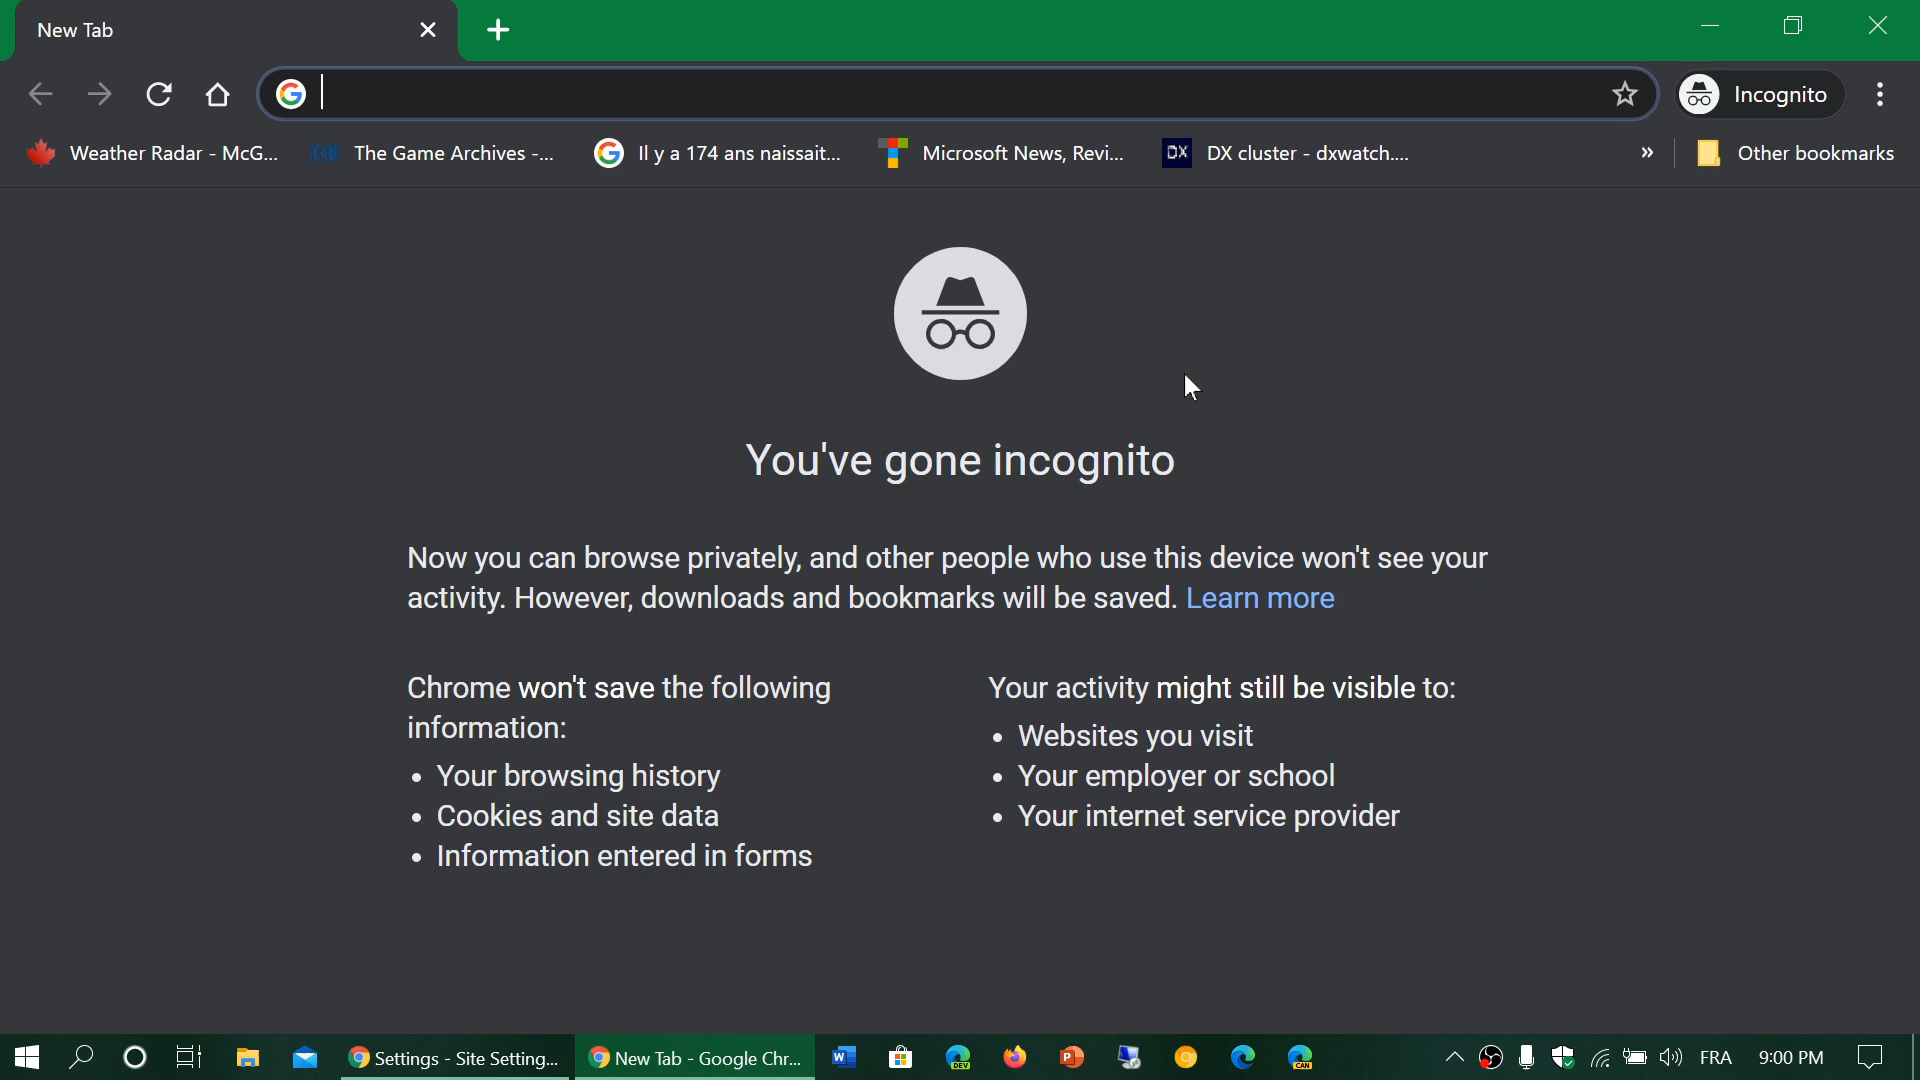 New Tab
Incognito
Weather Radar - McG...
The Game Archives -...
Il y a 174 ans naissait...
Microsoft News, Revi...
DX
DX cluster - dxwatch....
»
Other bookmarks
You've gone incognito
Now you can browse privately, and other people who use this device won't see your
activity. However, downloads and bookmarks will be saved. Learn more
Chrome won't save the following
information:
• Your browsing history
• Cookies and site data
• Information entered in forms
Your activity might still be visible to:
• Websites you visit
• Your employer or school
• Your internet service provider
Settings - Site Setting...
New Tab - Google Chr...
W
DEV
P
CAN
FRA
9:00 PM